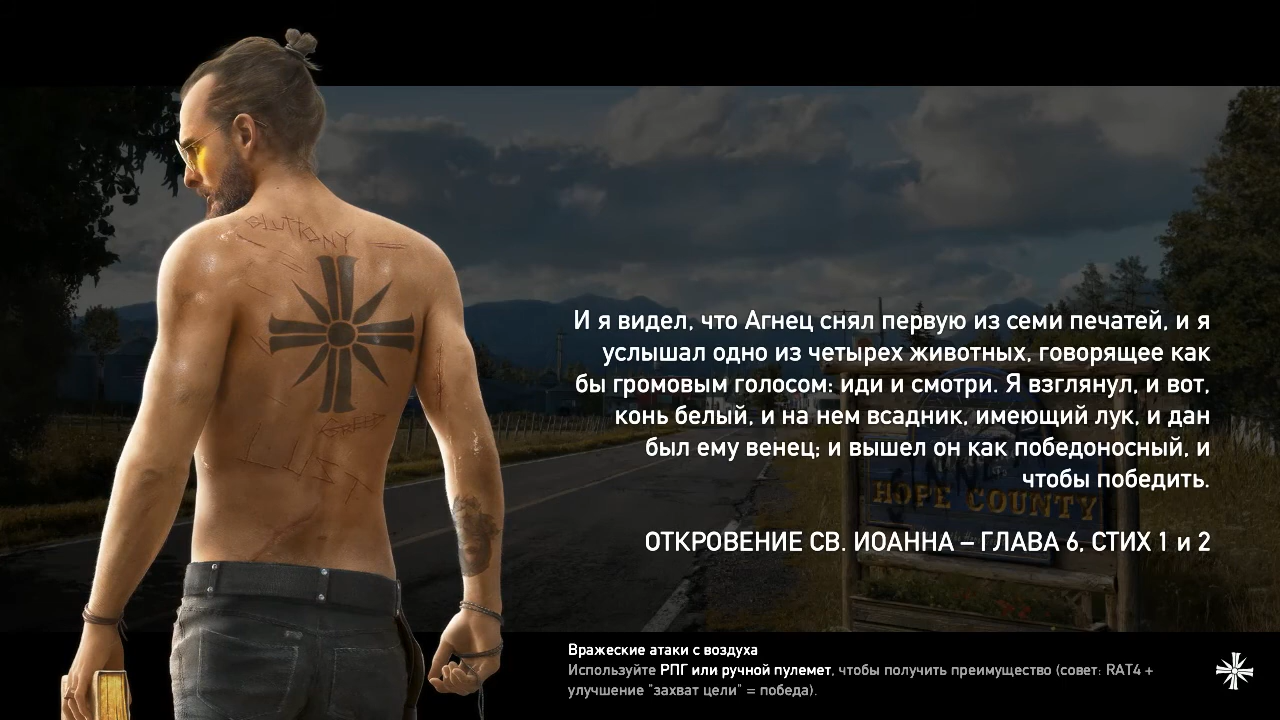 GLUTTONY
GREED
LUST
И я видел, что Агнец снял первую из семи печатей, и я
услышал одно из четырех животных, говорящее как
бы громовым голосом: иди и смотри. Я взглянул, и вот,
конь белый, и на нем всадник, имеющий лук, и дан
был ему венец; и вышел он как победоносный, и
чтобы победить.
HOPE COUNTY
ОТКРОВЕНИЕ СВ. ИОАННА – ГЛАВА 6, СТИХ 1 и 2
Вражеские атаки с воздуха
Используйте РПГ или ручной пулемет, чтобы получить преимущество (совет: RAT4 +
улучшение "захват цели" = победа).